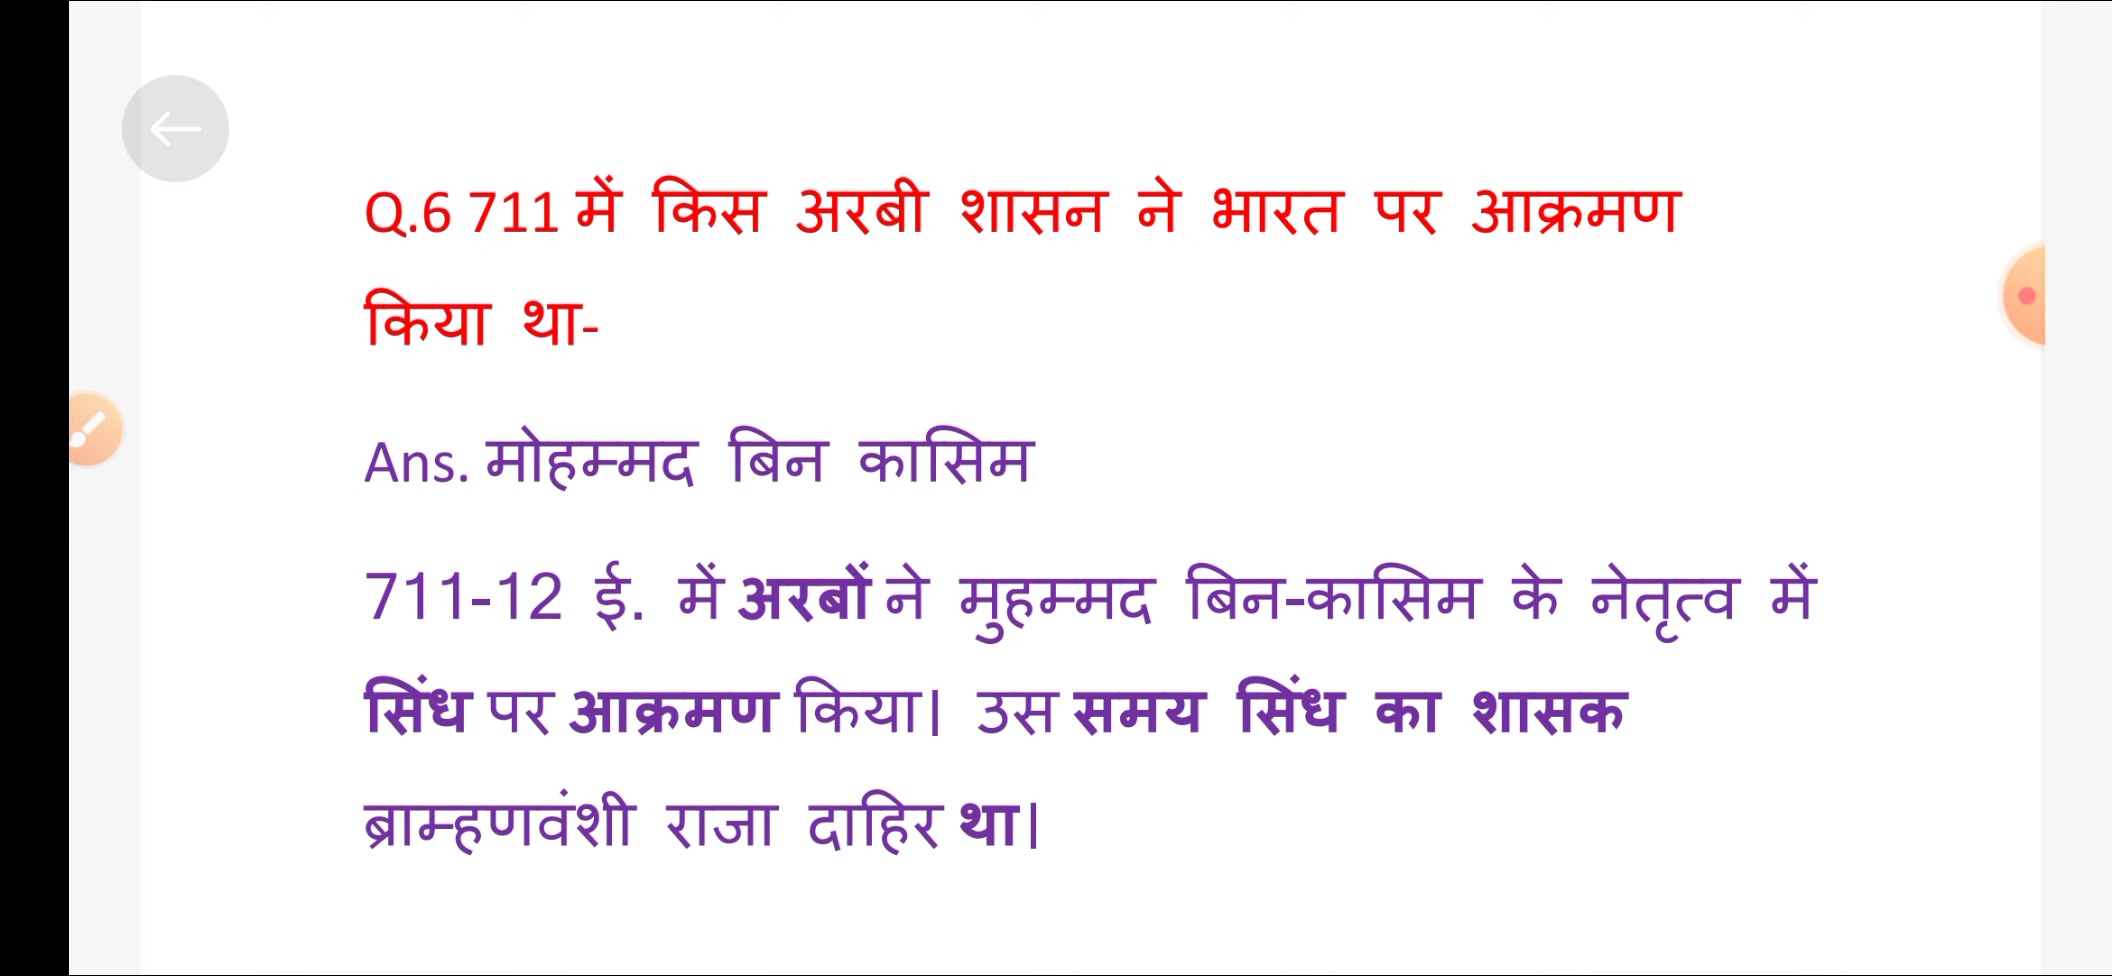 Q.6 711 में किस अरबी शासन ने भारत पर आक्रमण
किया था-
Ans. मोहम्मद बिन कासिम
711-12 ई. में अरबों ने मुहम्मद बिन-कासिम के नेतृत्व में
सिंध पर आक्रमण किया| उस समय सिंध का शासक
ब्राम्हणवंशी राजा दाहिर था|